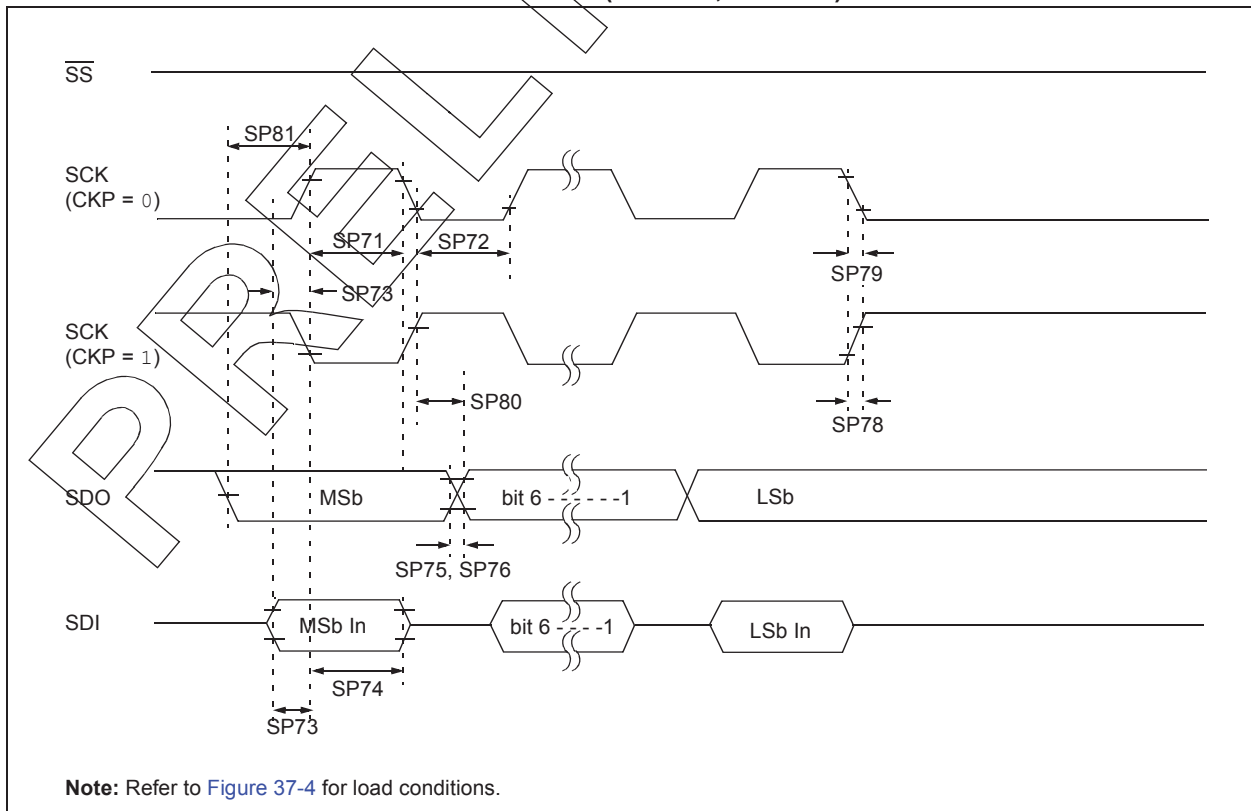 SS
SP81
SCK
(CKP = 0)
SP71
SP72
SP79
SP73
SCK
(CKP = 1)
SP80
SP78
SDO
MSb
bit 6 - - - - - -1
LSb
SP75, SP76
SDI
MSb In
bit 6 - - - - -1
LSb In
SP74
SP73
Note: Refer to Figure 37-4 for load conditions.
PREL